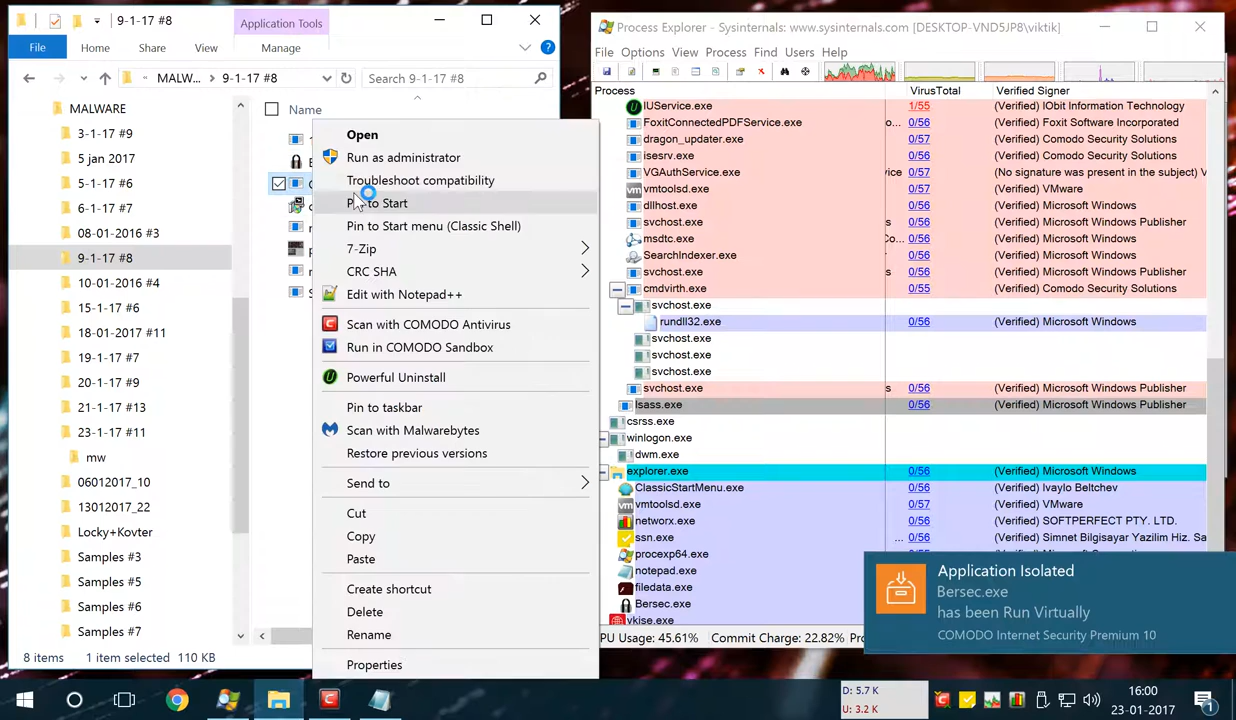 9-1-17 #8
Application Tools
File
Home
Share
View
Manage
MALW...
9-1-17 #8
Search 9-1-17 #8
MALWARE
3-1-17 #9
5 jan 2017
5-1-17 #6
6-1-17 #7
08-01-2016 #3
9-1-17 #8
10-01-2016 #4
15-1-17 #6
18-01-2017 #11
19-1-17 #7
20-1-17 #9
21-1-17 #13
23-1-17 #11
mw
06012017_10
13012017_22
Locky+Kovter
Samples #3
Samples #5
Samples #6
Samples #7
Name
8 items
1 item selected 110 KB
Open
Run as administrator
Troubleshoot compatibility
to Start
Pin to Start menu (Classic Shell)
7-Zip
CRC SHA
Edit with Notepad++
Scan with COMODO Antivirus
Run in COMODO Sandbox
Powerful Uninstall
Pin to taskbar
Scan with Malwarebytes
Restore previous versions
Send to
Cut
Copy
Paste
Create shortcut
Delete
Rename
Properties
Process Explorer - Sysinternals: www.sysinternals.com [DESKTOP-VND5JP8\viktik]
File Options View Process Find Users Help
Process VirusTotal Verified Signer
IUService.exe 1/55 (Verified) IObit Information Technology
FoxitConnectedPDFService.exe o... 0/56 (Verified) Foxit Software Incorporated
dragon_updater.exe 0/57 (Verified) Comodo Security Solutions
isesrv.exe 0/56 (Verified) Comodo Security Solutions
VGAuthService.exe 0/57 (No signature was present in the subject)
vmtoolsd.exe 0/57 (Verified) VMware
dllhost.exe 0/56 (Verified) Microsoft Windows
svchost.exe 0/56 (Verified) Microsoft Windows Publisher
msdtc.exe Co... 0/56 (Verified) Microsoft Windows
SearchIndexer.exe 0/56 (Verified) Microsoft Windows
svchost.exe 0/56 (Verified) Microsoft Windows Publisher
cmdvirth.exe 0/55 (Verified) Comodo Security Solutions
svchost.exe
rundll32.exe 0/56 (Verified) Microsoft Windows
svchost.exe
svchost.exe
svchost.exe
svchost.exe s 0/56 (Verified) Microsoft Windows Publisher
lsass.exe 0/56 (Verified) Microsoft Windows Publisher
csrss.exe
winlogon.exe
dwm.exe
explorer.exe 0/56 (Verified) Microsoft Windows
ClassicStartMenu.exe 0/56 (Verified) Ivaylo Beltchev
vmtoolsd.exe 0/57 (Verified) VMware
networx.exe 0/56 (Verified) SOFTPERFECT PTY. LTD.
ssn.exe ... 0/56 (Verified) Simnet Bilgisayar Yazilim Hiz. Sa
procexp64.exe
notepad.exe
filedata.exe
Bersec.exe
vkise.exe
PU Usage: 45.61% Commit Charge: 22.82% Pro
Application Isolated
Bersec.exe
has been Run Virtually
COMODO Internet Security Premium 10
D: 5.7 K
U: 3.2 K
16:00
23-01-2017
1